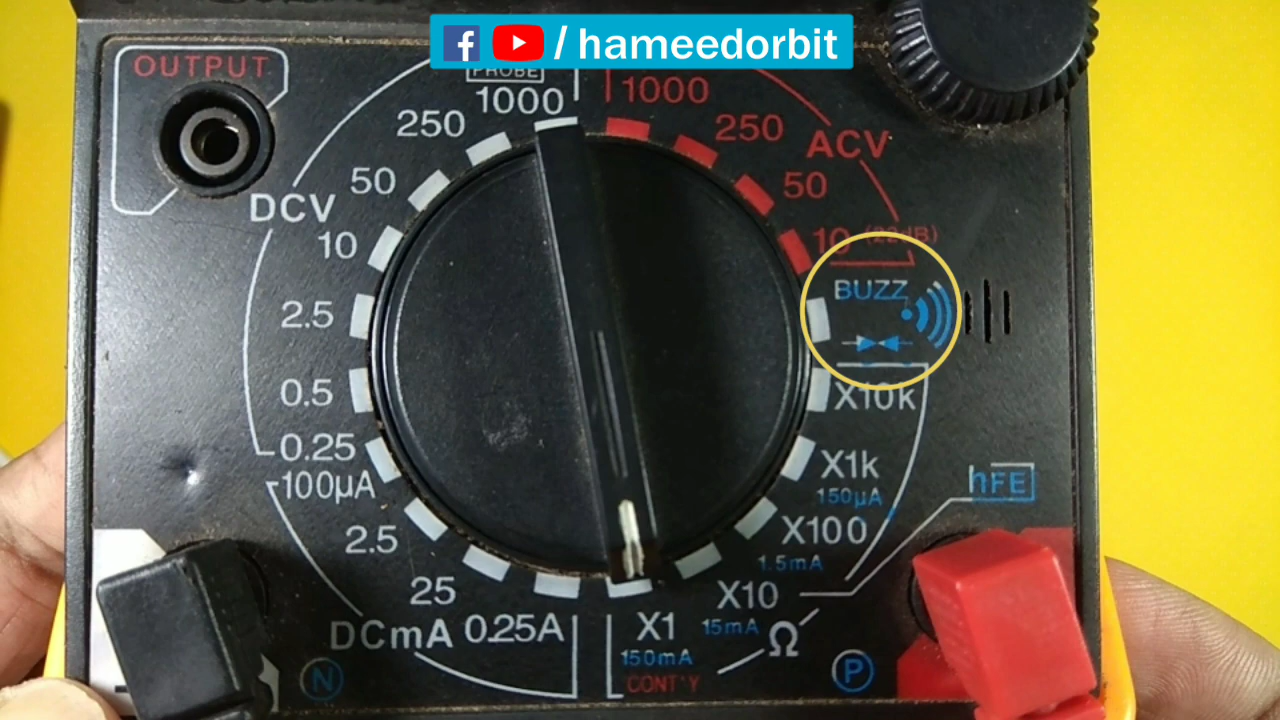 / hameedorbit
OUTPUT
PROBE
1000
1000
250
250
ACV
50
50
DCV
10
10 (22dB)
BUZZ
2.5
0.5
X10k
0.25
100µA
X1k
150µA
hFE
2.5
X100
1.5mA
25
X10
DCmA 0.25A
X1
15mA
Ω
150mA
CONT'Y
N
P